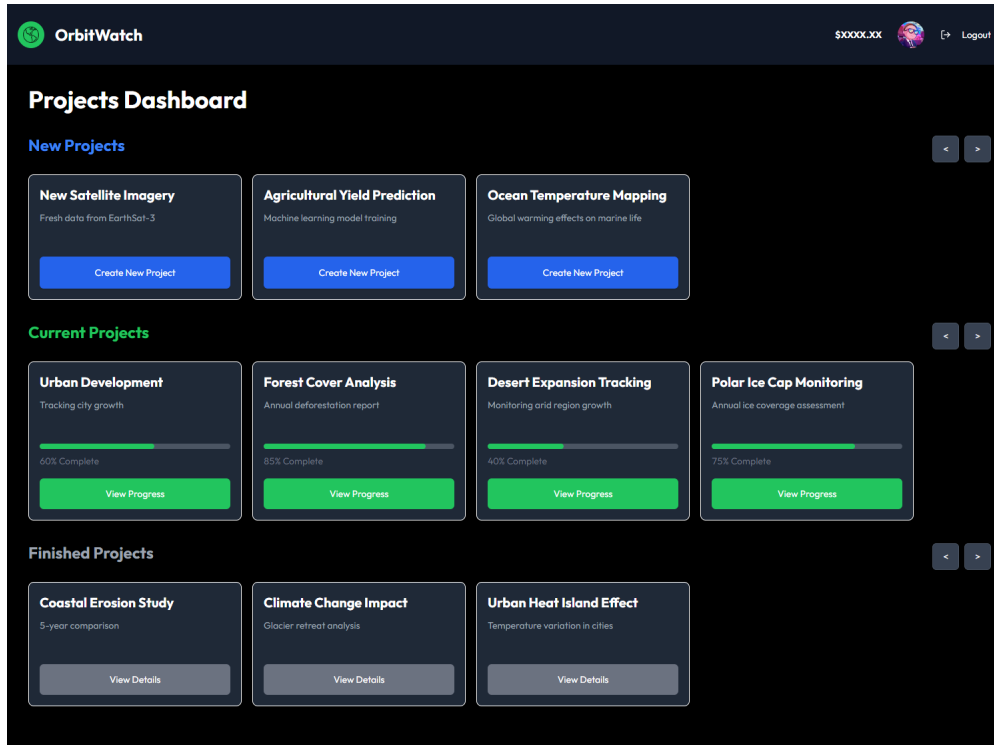 OrbitWatch
$XXXX.XX
Logout
Projects Dashboard
New Projects
< >
New Satellite Imagery
Fresh data from EarthSat-3
Create New Project
Agricultural Yield Prediction
Machine learning model training
Create New Project
Ocean Temperature Mapping
Global warming effects on marine life
Create New Project
Current Projects
< >
Urban Development
Tracking city growth
60% Complete
View Progress
Forest Cover Analysis
Annual deforestation report
85% Complete
View Progress
Desert Expansion Tracking
Monitoring arid region growth
40% Complete
View Progress
Polar Ice Cap Monitoring
Annual ice coverage assessment
75% Complete
View Progress
Finished Projects
< >
Coastal Erosion Study
5-year comparison
View Details
Climate Change Impact
Glacier retreat analysis
View Details
Urban Heat Island Effect
Temperature variation in cities
View Details